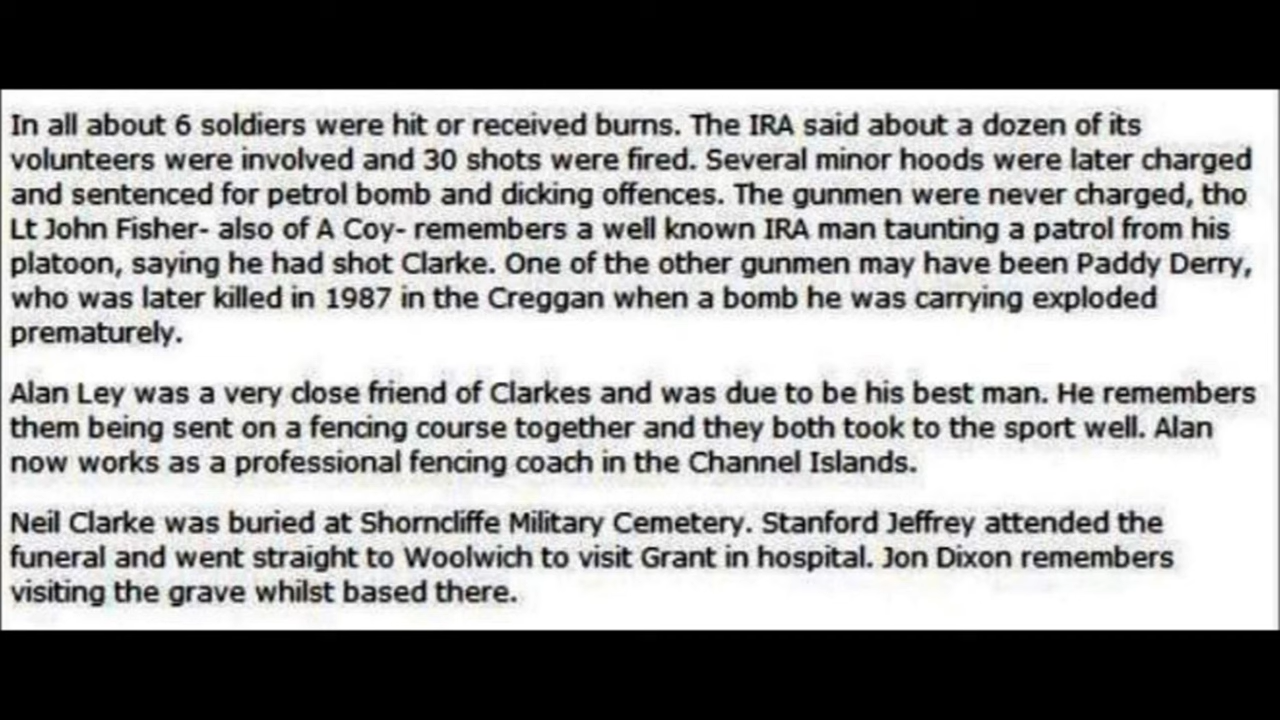 In all about 6 soldiers were hit or received burns. The IRA said about a dozen of its
volunteers were involved and 30 shots were fired. Several minor hoods were later charged
and sentenced for petrol bomb and dicking offences. The gunmen were never charged, tho
Lt John Fisher- also of A Coy- remembers a well known IRA man taunting a patrol from his
platoon, saying he had shot Clarke. One of the other gunmen may have been Paddy Derry,
who was later killed in 1987 in the Creggan when a bomb he was carrying exploded
prematurely.
Alan Ley was a very close friend of Clarkes and was due to be his best man. He remembers
them being sent on a fencing course together and they both took to the sport well. Alan
now works as a professional fencing coach in the Channel Islands.
Neil Clarke was buried at Shorncliffe Military Cemetery. Stanford Jeffrey attended the
funeral and went straight to Woolwich to visit Grant in hospital. Jon Dixon remembers
visiting the grave whilst based there.